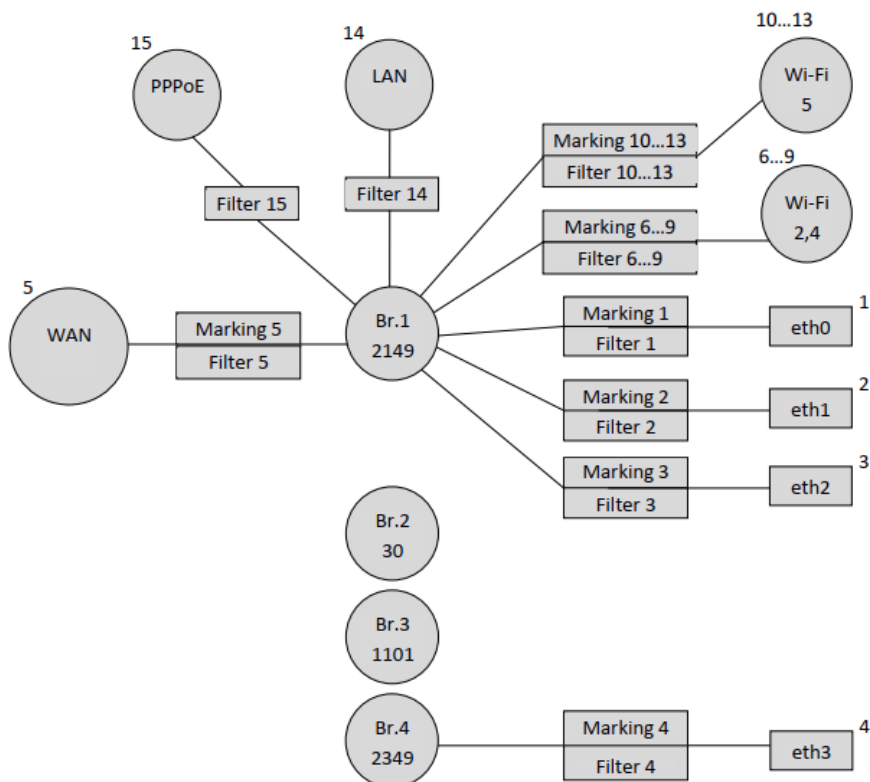 15
PPPoE
14
LAN
10...13
Wi-Fi
5
Marking 10...13
Filter 10...13
6...9
Wi-Fi
2,4
Filter 15
Filter 14
Marking 6...9
Filter 6...9
5
WAN
Marking 5
Filter 5
Br.1
2149
Marking 1
Filter 1
eth0
1
Marking 2
Filter 2
eth1
2
Marking 3
Filter 3
eth2
3
Br.2
30
Br.3
1101
Br.4
2349
Marking 4
Filter 4
eth3
4